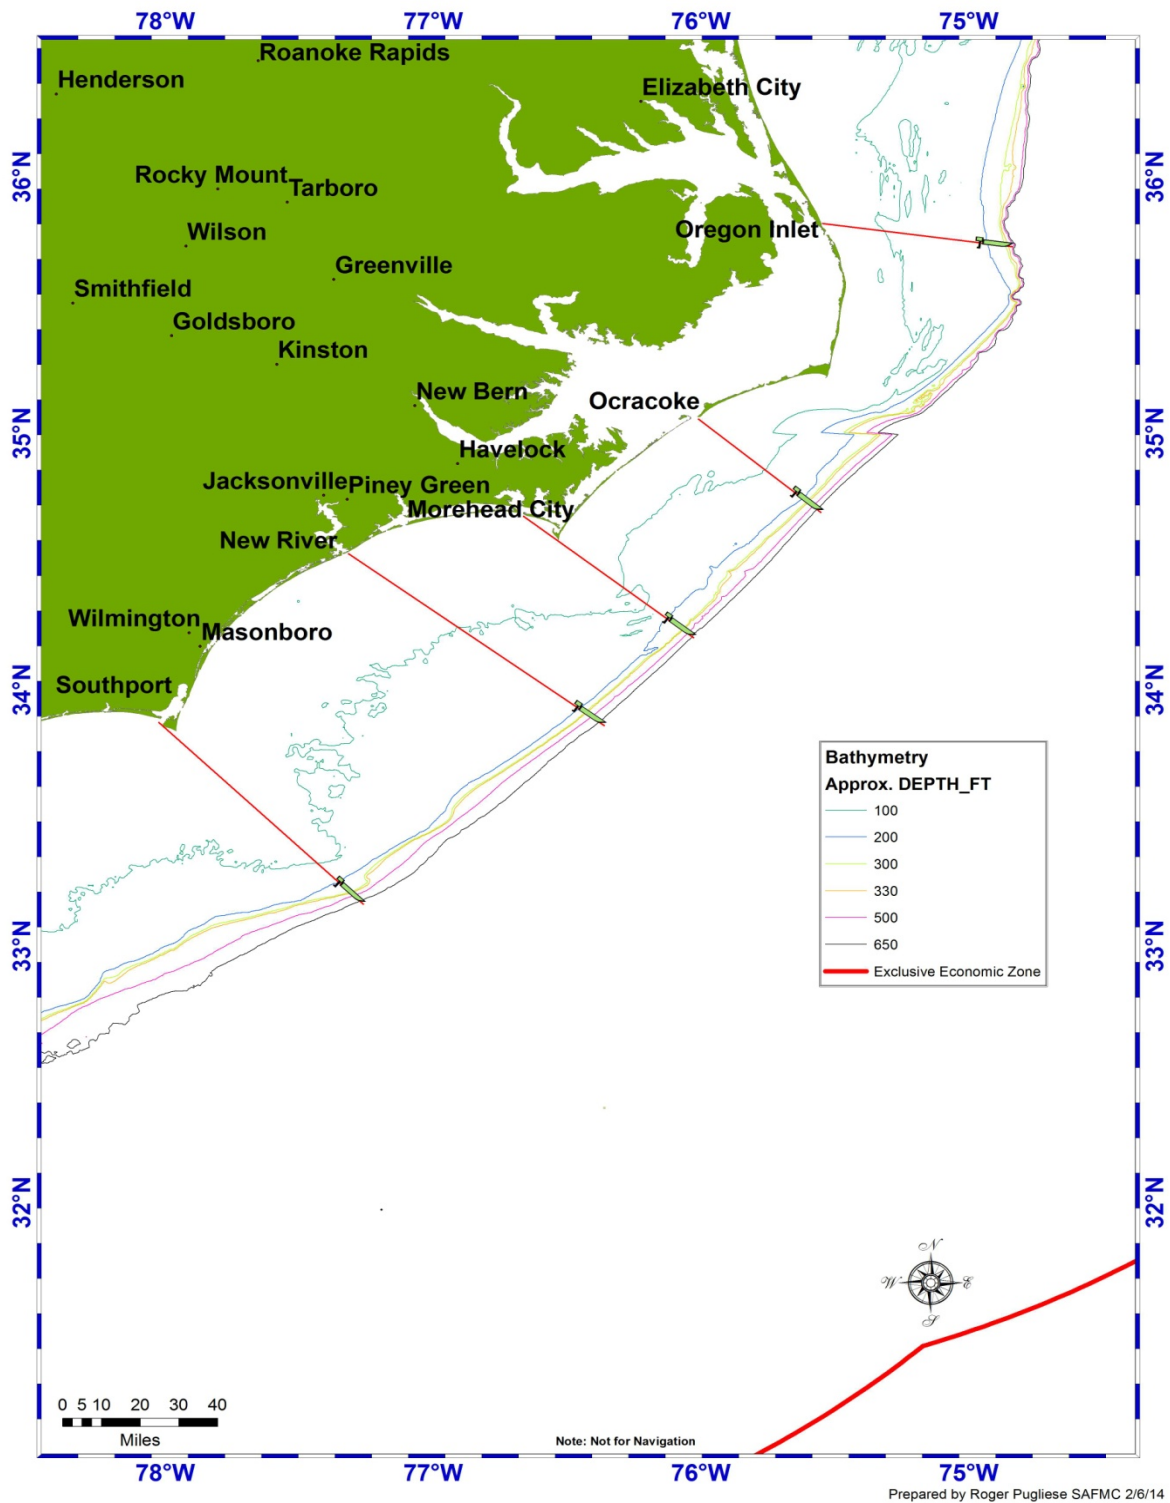 78°W 77°W 76°W 75°W
Roanoke Rapids
Henderson
Elizabeth City
36°N
36°N
Rocky Mount
Tarboro
Wilson
Oregon Inlet
Greenville
Smithfield
Goldsboro
Kinston
New Bern
Ocracoke
35°N
35°N
Havelock
Jacksonville
Piney Green
Morehead City
New River
Wilmington
Masonboro
Southport
34°N
34°N
Bathymetry
Approx. DEPTH_FT
100
200
300
330
500
650
Exclusive Economic Zone
33°N
33°N
32°N
32°N
N
W E
S
0 5 10 20 30 40
Miles
Note: Not for Navigation
78°W 77°W 76°W 75°W
Prepared by Roger Pugliese SAFMC 2/6/14